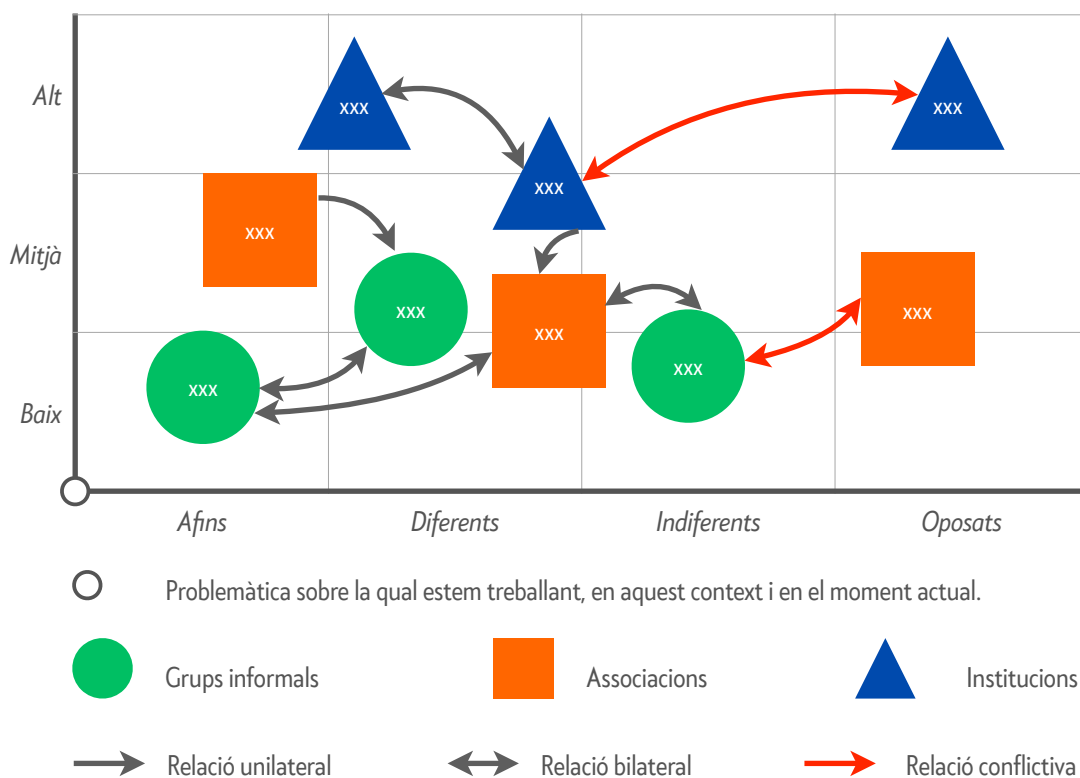 Alt
xxx
xxx
xxx
Mitjà
xxx
xxx
xxx
xxx
xxx
Baix
xxx
xxx
Afins
Diferents
Indiferents
Oposats
Problemàtica sobre la qual estem treballant, en aquest context i en el moment actual.
Grups informals
Associacions
Institucions
Relació unilateral
Relació bilateral
Relació conflictiva